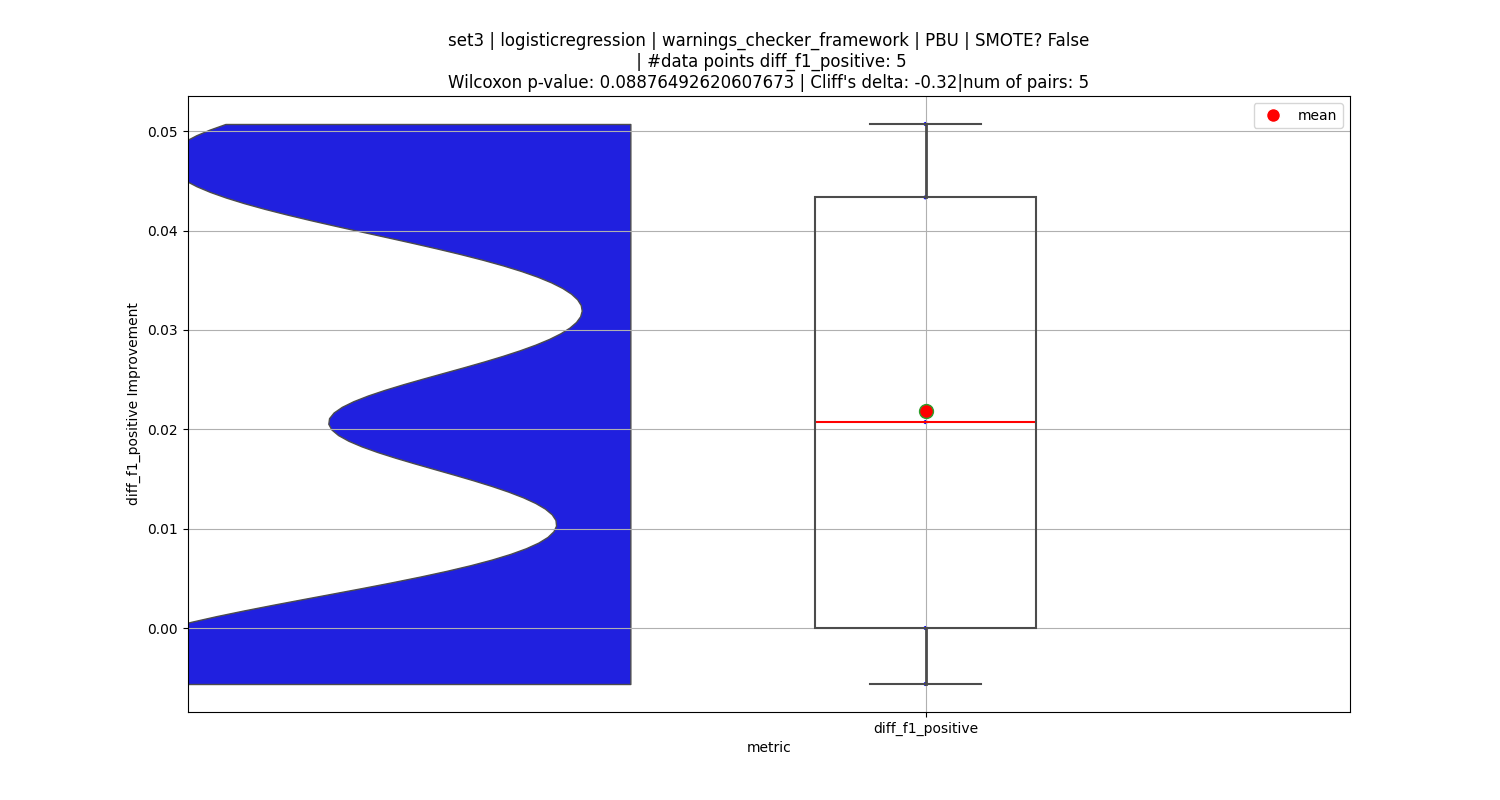 set3 | logisticregression | warnings_checker_framework | PBU | SMOTE? False
| #data points diff_f1_positive: 5
Wilcoxon p-value: 0.08876492620607673 | Cliff's delta: -0.32|num of pairs: 5
mean
0.05
0.04
0.03
0.02
0.01
0.00
diff_f1_positive Improvement
diff_f1_positive
metric